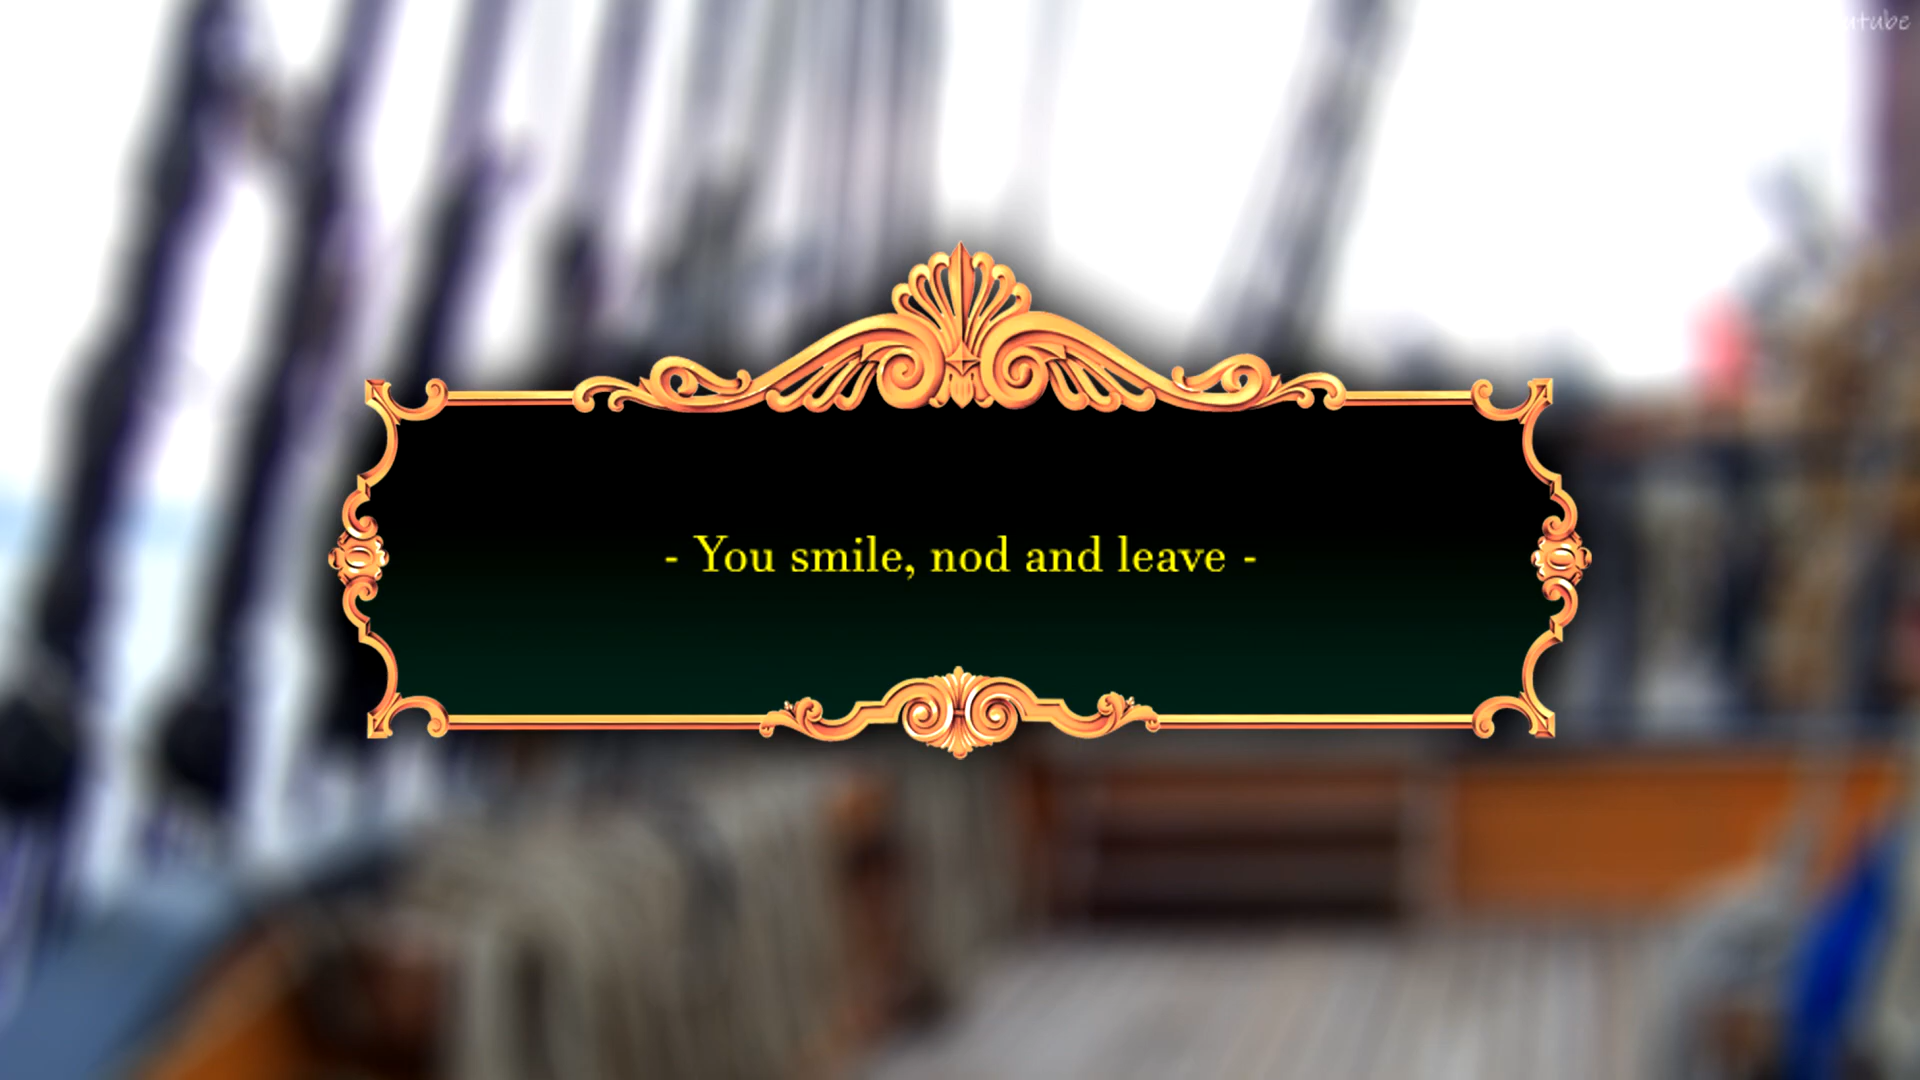 - You smile, nod and leave -